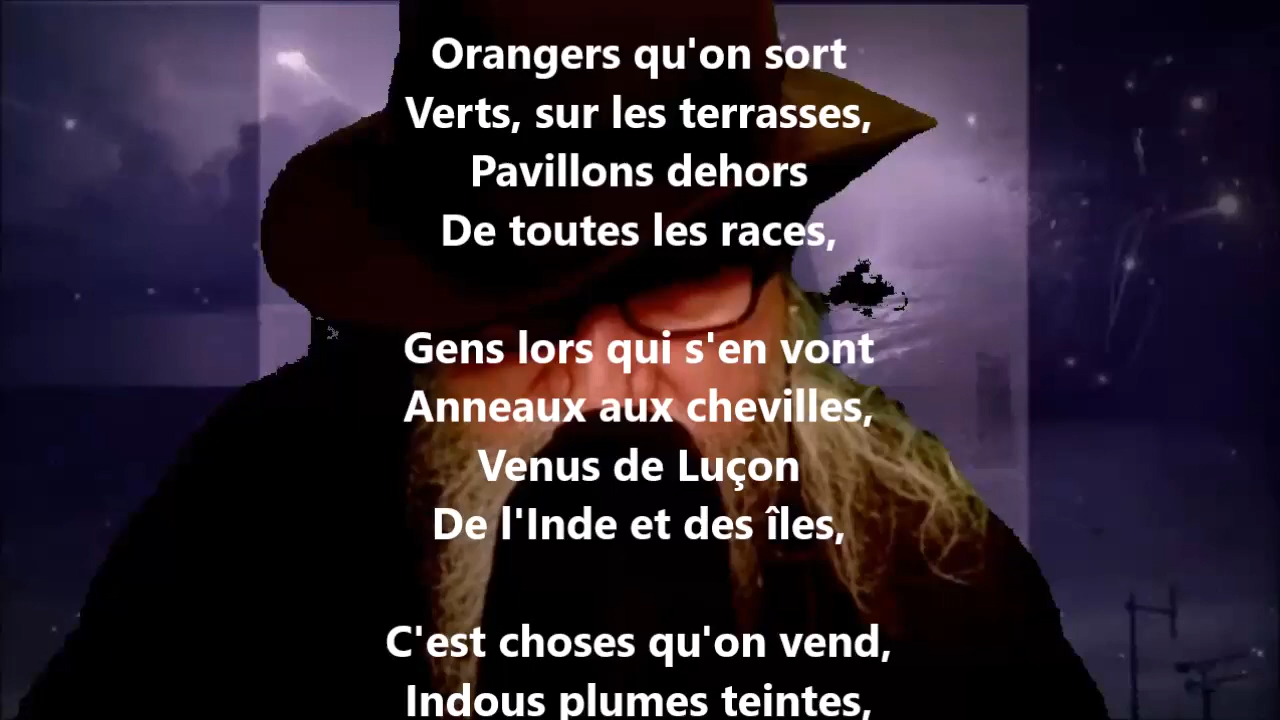 Orangers qu'on sort
Verts, sur les terrasses,
Pavillons dehors
De toutes les races,
Gens lors qui s'en vont
Anneaux aux chevilles,
Venus de Luçon
De l'Inde et des îles,
C'est choses qu'on vend,
Indous plumes teintes,